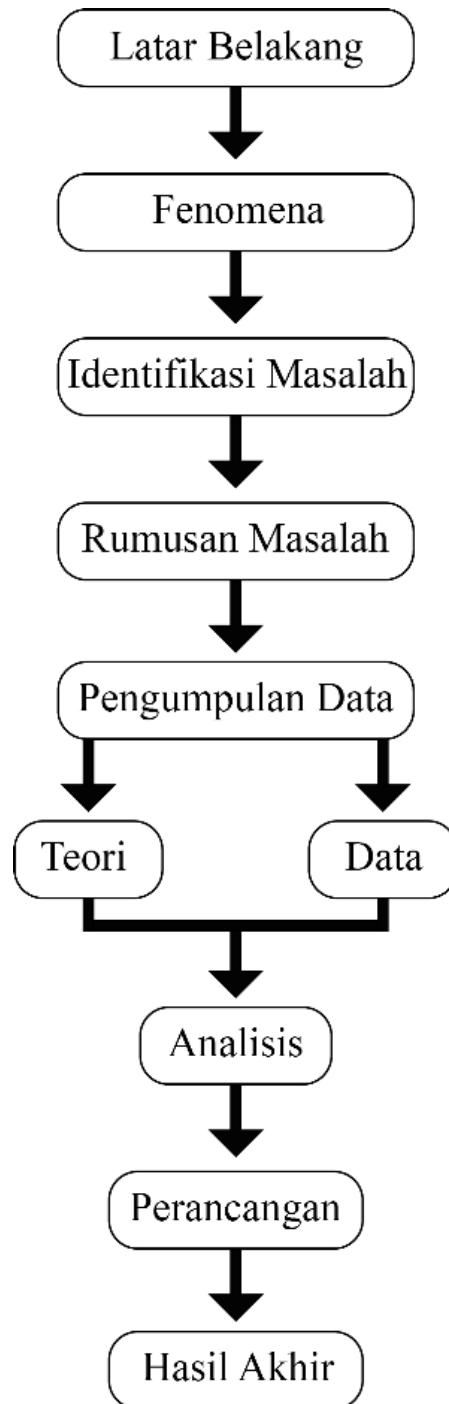 Latar Belakang
Fenomena
Identifikasi Masalah
Rumusan Masalah
Pengumpulan Data
Teori
Data
Analisis
Perancangan
Hasil Akhir